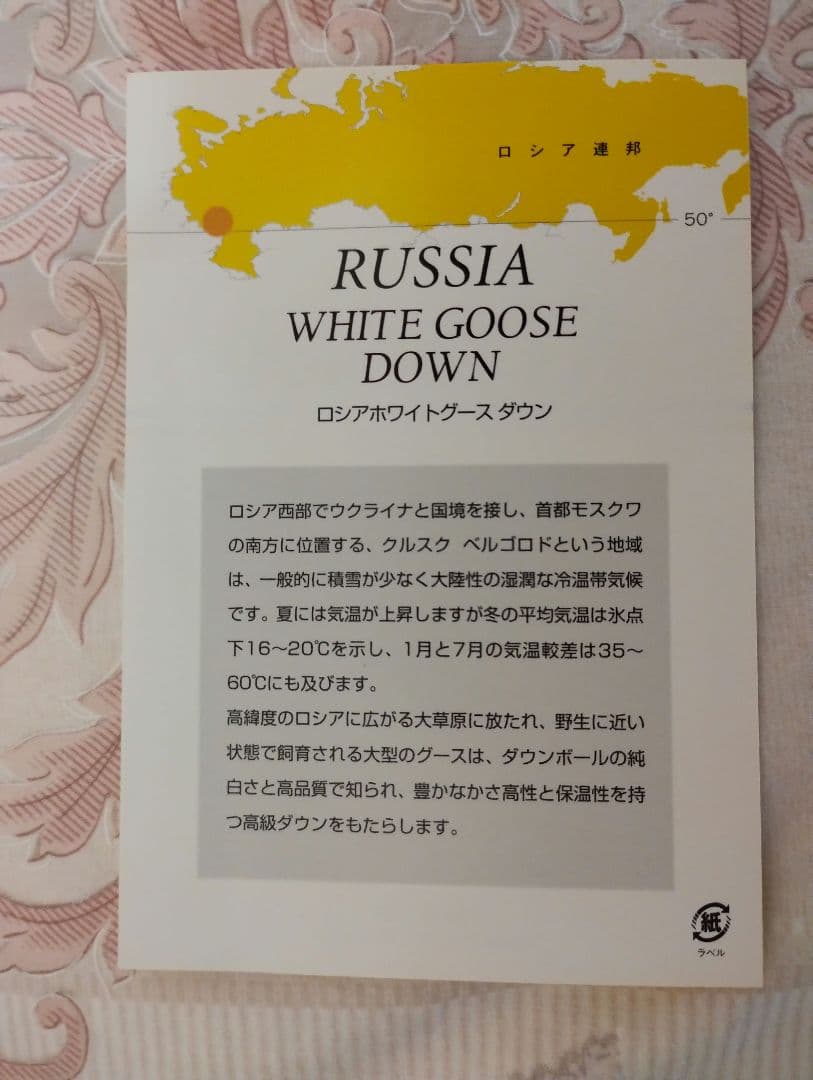 ロシア連邦
50°
RUSSIA
WHITE GOOSE
DOWN
ロシアホワイトグース ダウン
ロシア西部でウクライナと国境を接し、首都モスクワ
の南方に位置する、クルスク ベルゴロドという地域
は、一般的に積雪が少なく大陸性の湿潤な冷温帯気候
です。夏には気温が上昇しますが冬の平均気温は氷点
下16〜20℃を示し、1月と7月の気温較差は35〜
60℃にも及びます。
高緯度のロシアに広がる大草原に放たれ、野生に近い
状態で飼育される大型のグースは、ダウンボールの純
白さと高品質で知られ、豊かなかさ高性と保温性を持
つ高級ダウンをもたらします。
紙
ラベル